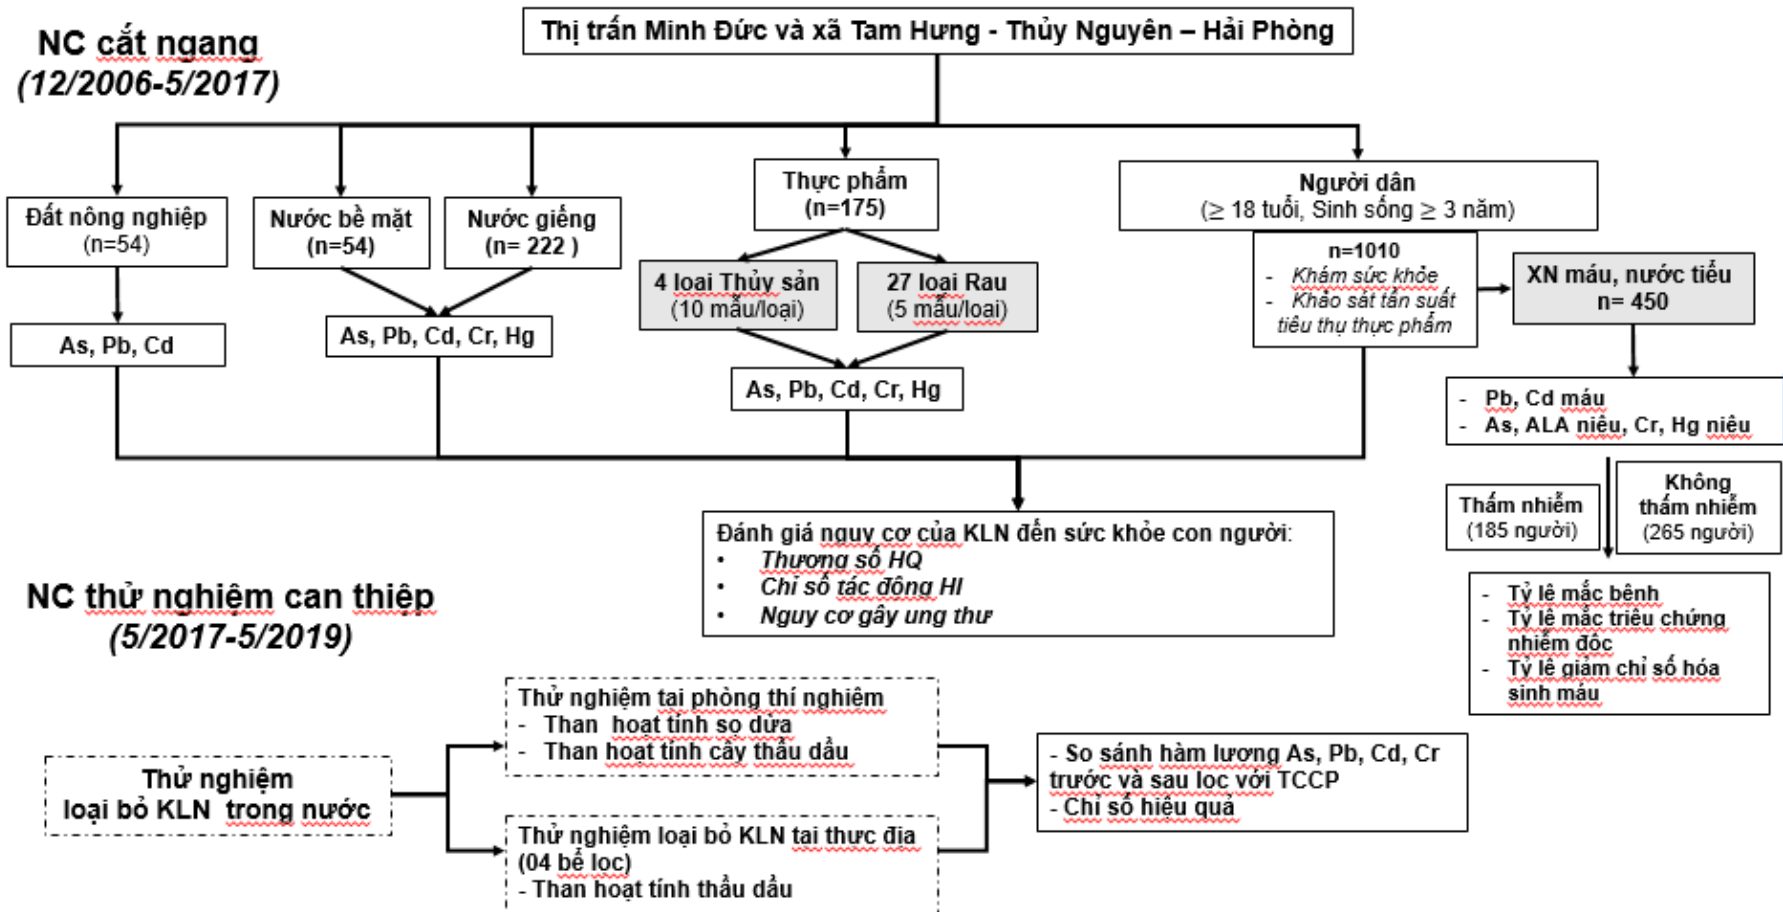 NC cắt ngang
(12/2006-5/2017)
Thị trấn Minh Đức và xã Tam Hưng - Thủy Nguyên – Hải Phòng
Đất nông nghiệp
(n=54)
Nước bề mặt
(n=54)
Nước giếng
(n= 222 )
Thực phẩm
(n=175)
Người dân
(≥ 18 tuổi, Sinh sống ≥ 3 năm)
4 loại Thủy sản
(10 mẫu/loại)
27 loại Rau
(5 mẫu/loại)
n=1010
- Khám sức khỏe
- Khảo sát tần suất
tiêu thụ thực phẩm
XN máu, nước tiểu
n= 450
As, Pb, Cd
As, Pb, Cd, Cr, Hg
As, Pb, Cd, Cr, Hg
- Pb, Cd máu
- As, ALA niệu, Cr, Hg niệu
Thấm nhiễm
(185 người)
Không
thấm nhiễm
(265 người)
Đánh giá nguy cơ của KLN đến sức khỏe con người:
• Thương số HQ
• Chỉ số tác động HI
• Nguy cơ gây ung thư
- Tỷ lệ mắc bệnh
- Tỷ lệ mắc triệu chứng
nhiễm độc
- Tỷ lệ giảm chỉ số hóa
sinh máu
NC thử nghiệm can thiệp
(5/2017-5/2019)
Thử nghiệm
loại bỏ KLN trong nước
Thử nghiệm tại phòng thí nghiệm
- Than hoạt tính sọ dừa
- Than hoạt tính cây thầu dầu
Thử nghiệm loại bỏ KLN tại thực địa
(04 bể lọc)
- Than hoạt tính thầu dầu
- So sánh hàm lượng As, Pb, Cd, Cr
trước và sau lọc với TCCP
- Chỉ số hiệu quả